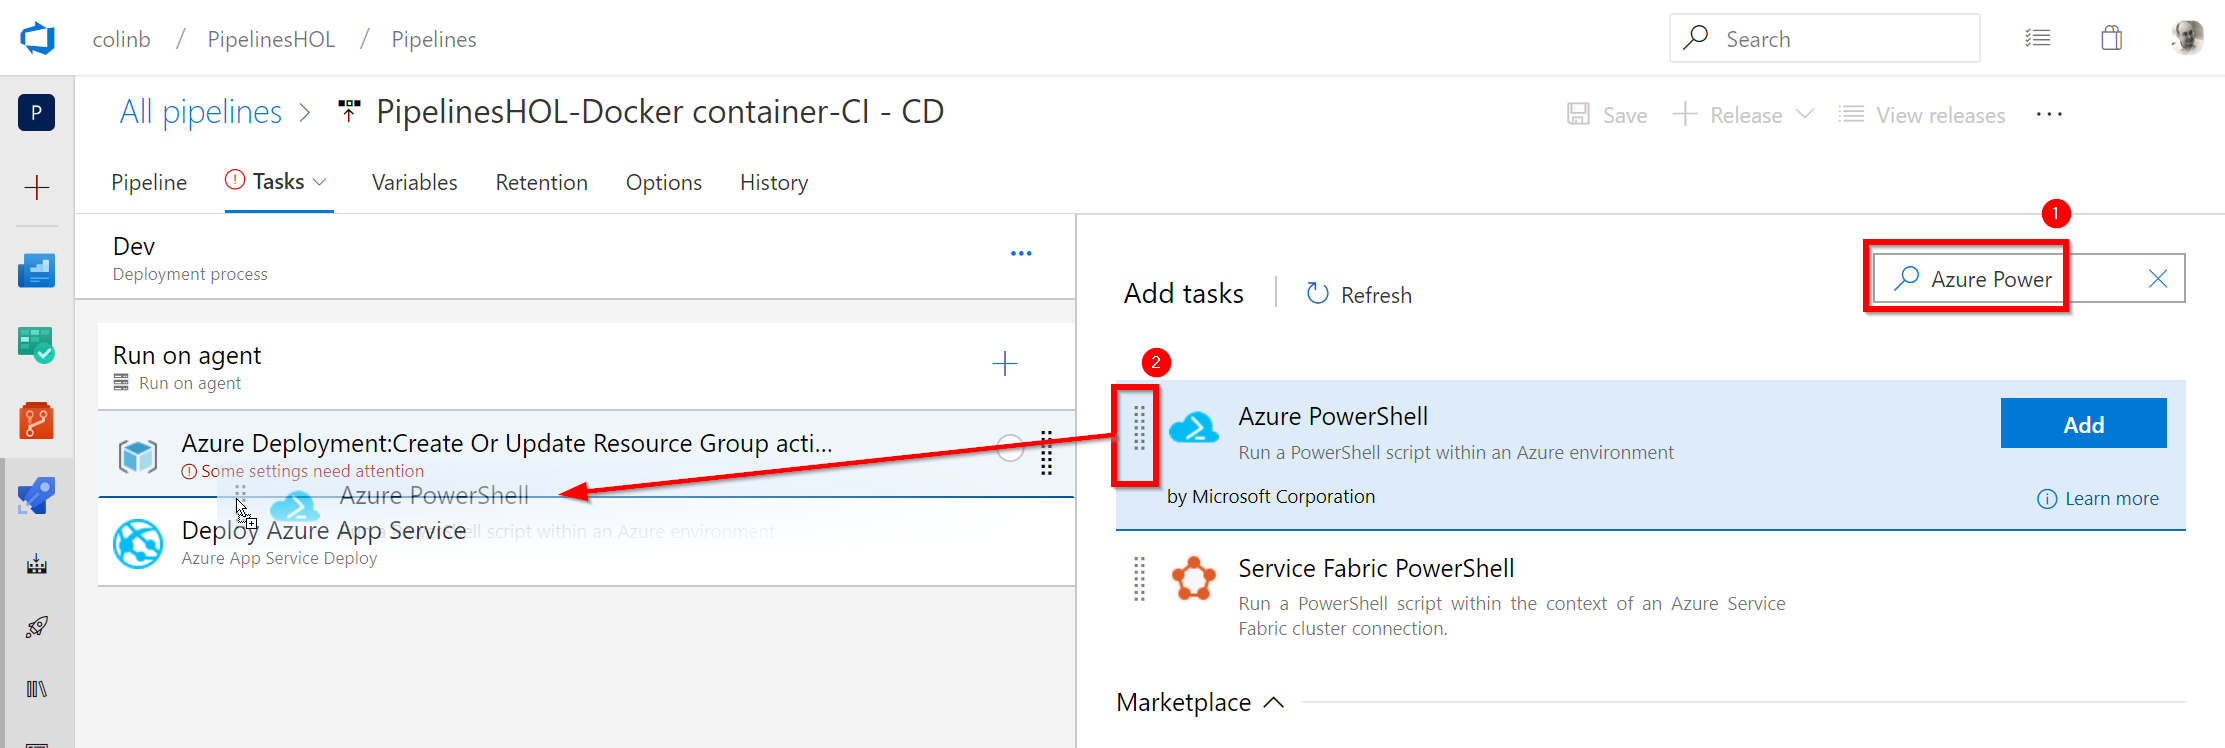 colinb / PipelinesHOL / Pipelines
Search
P
All pipelines > PipelinesHOL-Docker container-CI - CD
Save
Release
View releases
Pipeline
Tasks
Variables
Retention
Options
History
1
Dev
Deployment process
Add tasks
Refresh
Azure Power
Run on agent
Run on agent
2
Azure Deployment:Create Or Update Resource Group acti...
Some settings need attention
Azure PowerShell
Run a PowerShell script within an Azure environment
Deploy Azure App Service
Azure App Service Deploy
Azure PowerShell
Run a PowerShell script within an Azure environment
Add
by Microsoft Corporation
Learn more
Service Fabric PowerShell
Run a PowerShell script within the context of an Azure Service
Fabric cluster connection.
Marketplace